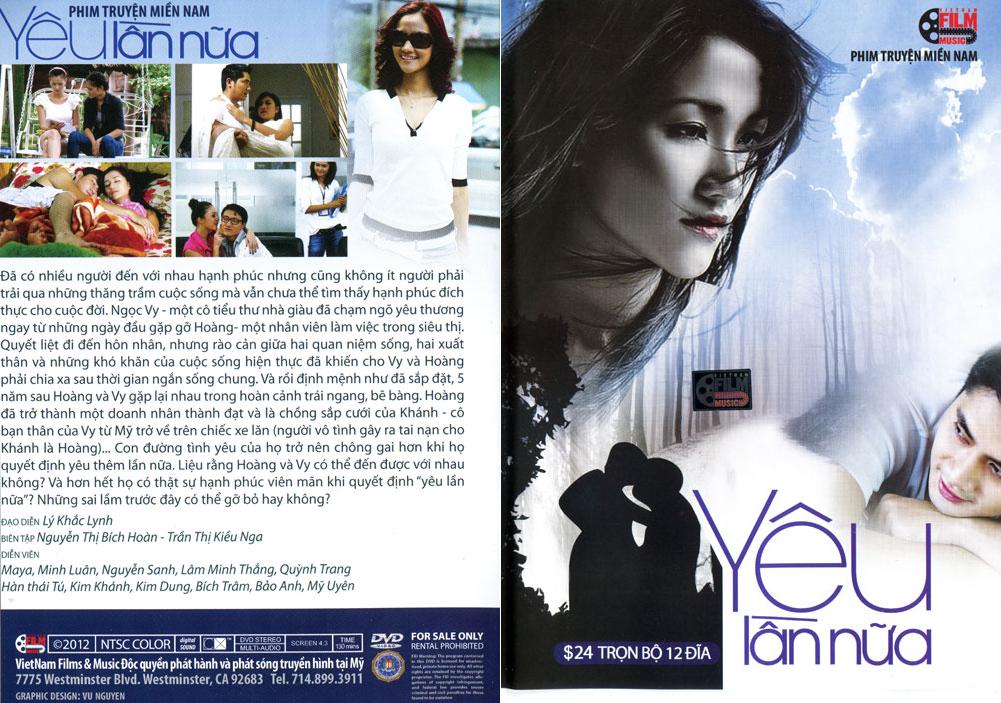 PHIM TRUYỆN MIỀN NAM
Yêu lần nữa
Đã có nhiều người đến với nhau hạnh phúc nhưng cũng không ít người phải
trải qua những thăng trầm cuộc sống mà vẫn chưa thể tìm thấy hạnh phúc đích
thực cho cuộc đời. Ngọc Vy - một cô tiểu thư nhà giàu đã chạm ngõ yêu thương
ngay từ những ngày đầu gặp gỡ Hoàng- một nhân viên làm việc trong siêu thị.
Quyết liệt đi đến hôn nhân, nhưng rào cản giữa hai quan niệm sống, hai xuất
thân và những khó khăn của cuộc sống hiện thực đã khiến cho Vy và Hoàng
phải chia xa sau thời gian ngắn sống chung. Và rồi định mệnh như đã sắp đặt, 5
năm sau Hoàng và Vy gặp lại nhau trong hoàn cảnh trái ngang, bẽ bàng. Hoàng
đã trở thành một doanh nhân thành đạt và là chồng sắp cưới của Khánh - cô
bạn thân của Vy từ Mỹ trở về trên chiếc xe lăn (người vô tình gây ra tai nạn cho
Khánh là Hoàng)... Con đường tình yêu của họ trở nên chông gai hơn khi họ
quyết định yêu thêm lần nữa. Liệu rằng Hoàng và Vy có thể đến được với nhau
không? Và hơn hết họ có thật sự hạnh phúc viên mãn khi quyết định “yêu lần
nữa”? Những sai lầm trước đây có thể gỡ bỏ hay không?
ĐẠO DIỄN Lý Khắc Lynh
BIÊN TẬP Nguyễn Thị Bích Hoàn - Trần Thị Kiều Nga
DIỄN VIÊN
Maya, Minh Luân, Nguyễn Sanh, Lâm Minh Thắng, Quỳnh Trang
Hàn thái Tú, Kim Khánh, Kim Dung, Bích Trâm, Bảo Anh, Mỹ Uyên
FILM MUSIC ©2012 NTSC COLOR digital SOUND DVD STEREO MULTI-AUDIO SCREEN 4:3 TIME 130 mins DVD VIDEO
FOR SALE ONLY
RENTAL PROHIBITED
VietNam Films & Music Độc quyền phát hành và phát sóng truyền hình tại Mỹ
7775 Westminster Blvd. Westminster, CA 92683 Tel. 714.899.3911
GRAPHIC DESIGN: VU NGUYEN
VIETNAM
FILM
MUSIC
PHIM TRUYỆN MIỀN NAM
VIETNAM
FILM
MUSIC
Yêu
lần nữa
$24 TRỌN BỘ 12 ĐĨA